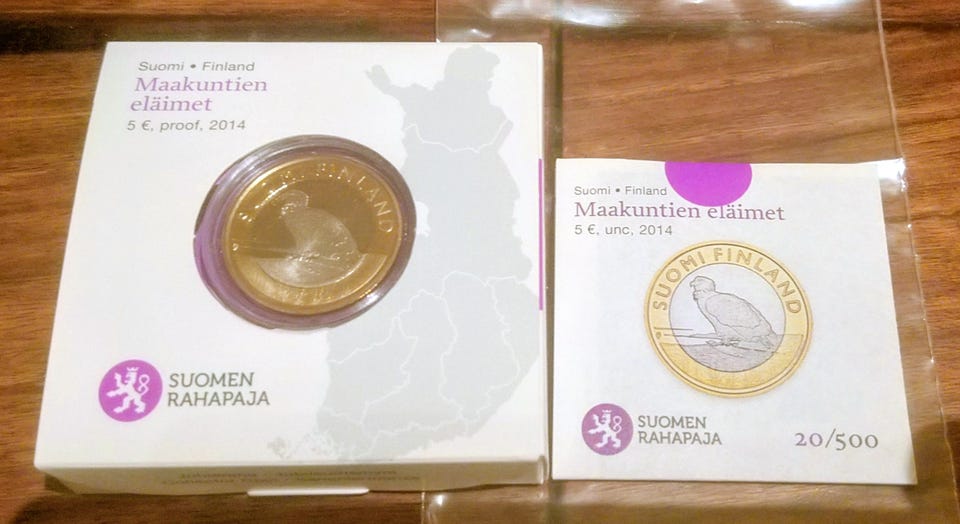 Suomi • Finland
Maakuntien
eläimet
5 €, proof, 2014
SUOMI FINLAND
SUOMEN
RAHAPAJA
Suomi • Finland
Maakuntien eläimet
5 €, unc, 2014
SUOMI FINLAND
SUOMEN
RAHAPAJA
20/500